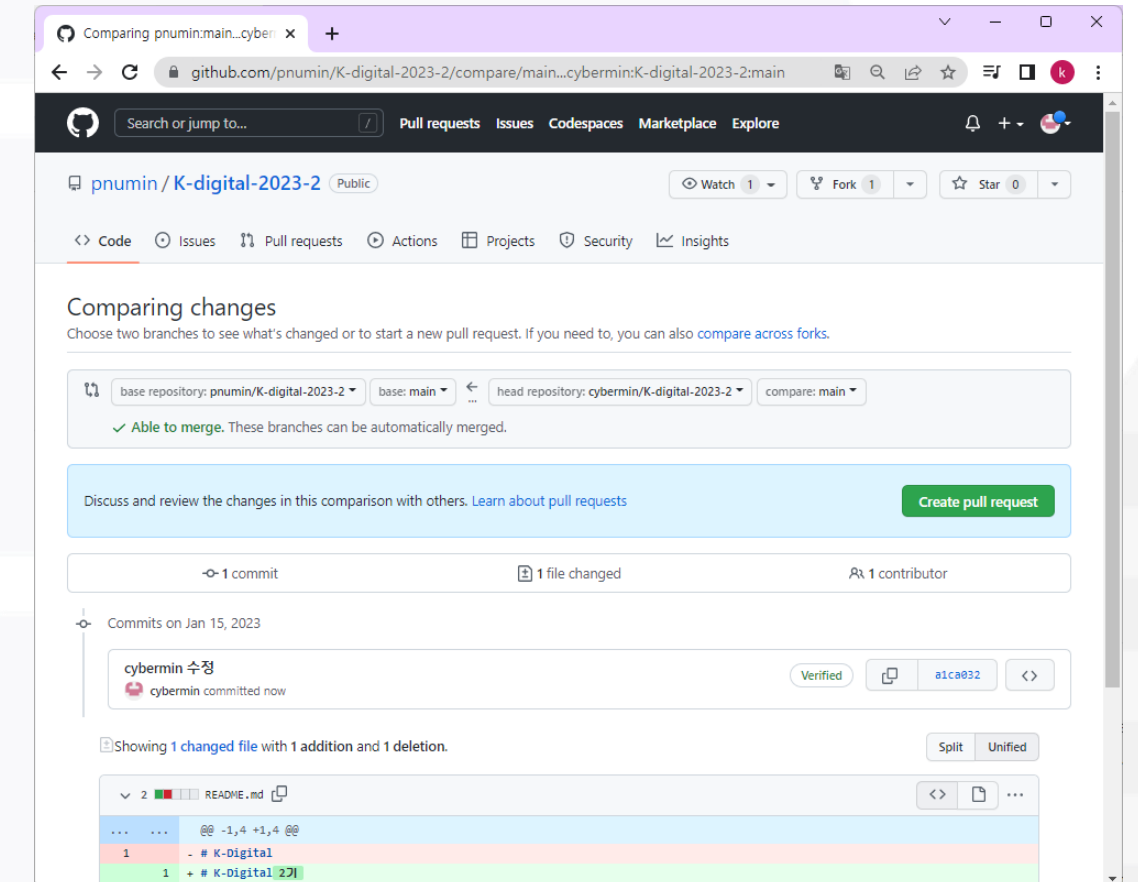 Comparing pnumin:main...cyberm
github.com/pnumin/K-digital-2023-2/compare/main...cybermin:K-digital-2023-2:main
k
Search or jump to... /
Pull requests Issues Codespaces Marketplace Explore
pnumin / K-digital-2023-2 Public
Watch 1 Fork 1 Star 0
Code Issues Pull requests Actions Projects Security Insights
Comparing changes
Choose two branches to see what's changed or to start a new pull request. If you need to, you can also compare across forks.
base repository: pnumin/K-digital-2023-2 base: main ... head repository: cybermin/K-digital-2023-2 compare: main
Able to merge. These branches can be automatically merged.
Discuss and review the changes in this comparison with others. Learn about pull requests Create pull request
1 commit 1 file changed 1 contributor
Commits on Jan 15, 2023
cybermin 수정
cybermin committed now
Verified a1ca032
Showing 1 changed file with 1 addition and 1 deletion.
Split Unified
2 README.md
... ... @@ -1,4 +1,4 @@
1 - # K-Digital
1 + # K-Digital 2기